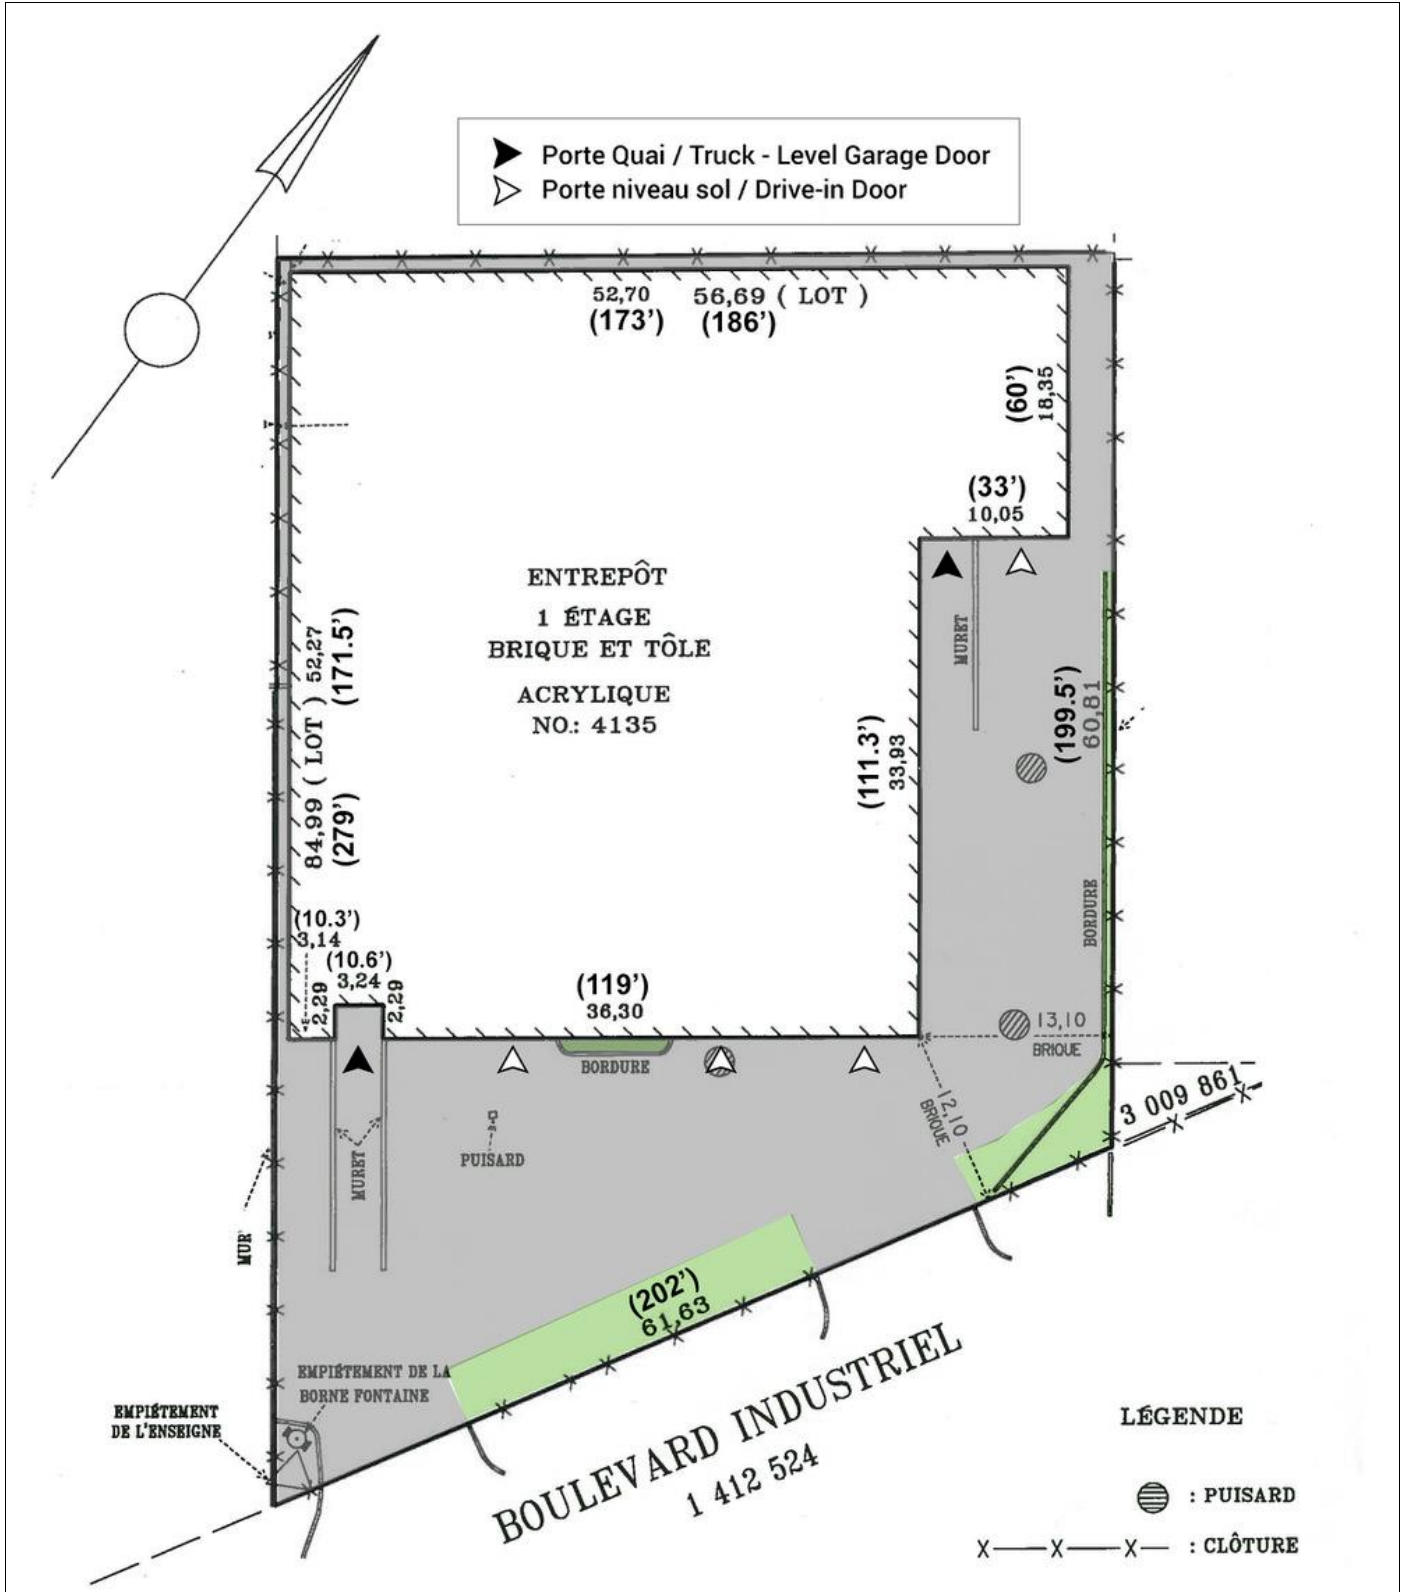 Porte Quai / Truck - Level Garage Door
Porte niveau sol / Drive-in Door
52,70 56,69 ( LOT )
(173') (186')
(60')
18,35
(33')
10,05
ENTREPÔT
1 ÉTAGE
BRIQUE ET TÔLE
ACRYLIQUE
NO.: 4135
84,99 ( LOT ) 52,27
(279') (171.5')
MURET
(199.5')
60,81
(111.3')
33,93
BORDURE
(10.3')
3,14
(10.6')
3,24
2,29
2,29
(119')
36,30
13,10
BRIQUE
BORDURE
12,10
BRIQUE
3 009 861
PUISARD
MURET
MUR
(202')
61,63
EMPIÉTEMENT DE LA
BORNE FONTAINE
EMPIÉTEMENT
DE L'ENSEIGNE
BOULEVARD INDUSTRIEL
1 412 524
LÉGENDE
: PUISARD
X X X : CLÔTURE